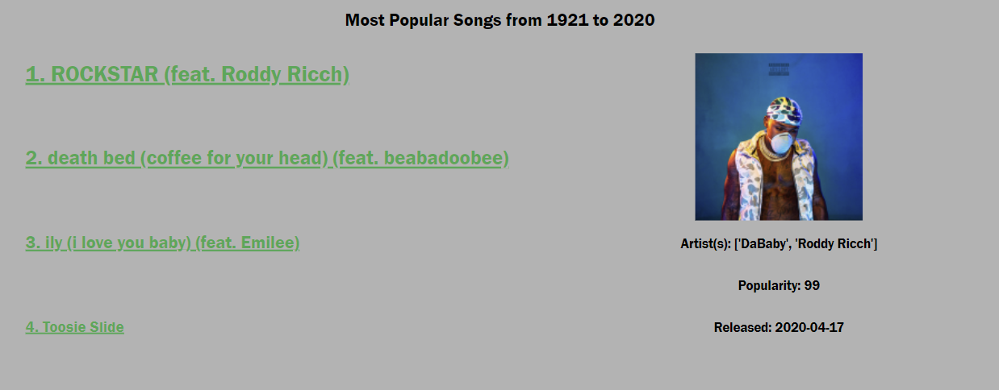 Most Popular Songs from 1921 to 2020
1. ROCKSTAR (feat. Roddy Ricch)
2. death bed (coffee for your head) (feat. beabadoobee)
3. ily (i love you baby) (feat. Emilee)
4. Toosie Slide
Artist(s): ['DaBaby', 'Roddy Ricch']
Popularity: 99
Released: 2020-04-17